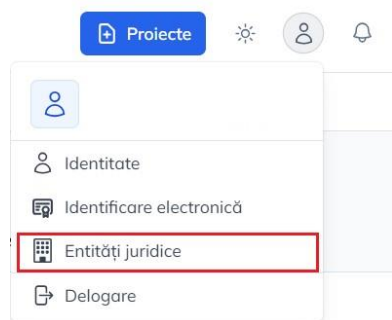 Proiecte
Identitate
Identificare electronică
Entități juridice
Delogare